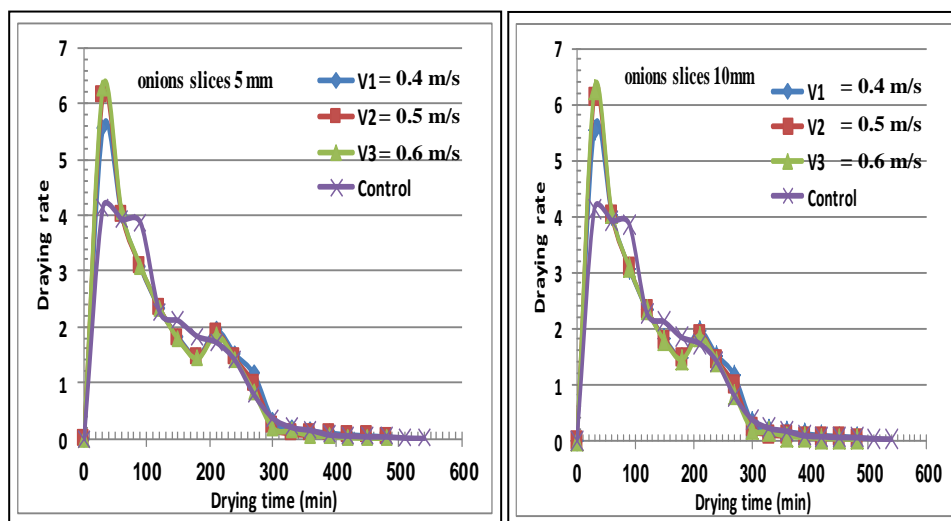 7
6
5
4
3
2
1
0
Draying rate
onions slices 5 mm
V1 = 0.4 m/s
V2 = 0.5 m/s
V3 = 0.6 m/s
Control
0 100 200 300 400 500 600
Drying time (min)
7
6
5
4
3
2
1
0
Draying rate
onions slices 10mm
V1 = 0.4 m/s
V2 = 0.5 m/s
V3 = 0.6 m/s
Control
0 100 200 300 400 500 600
Drying time (min)